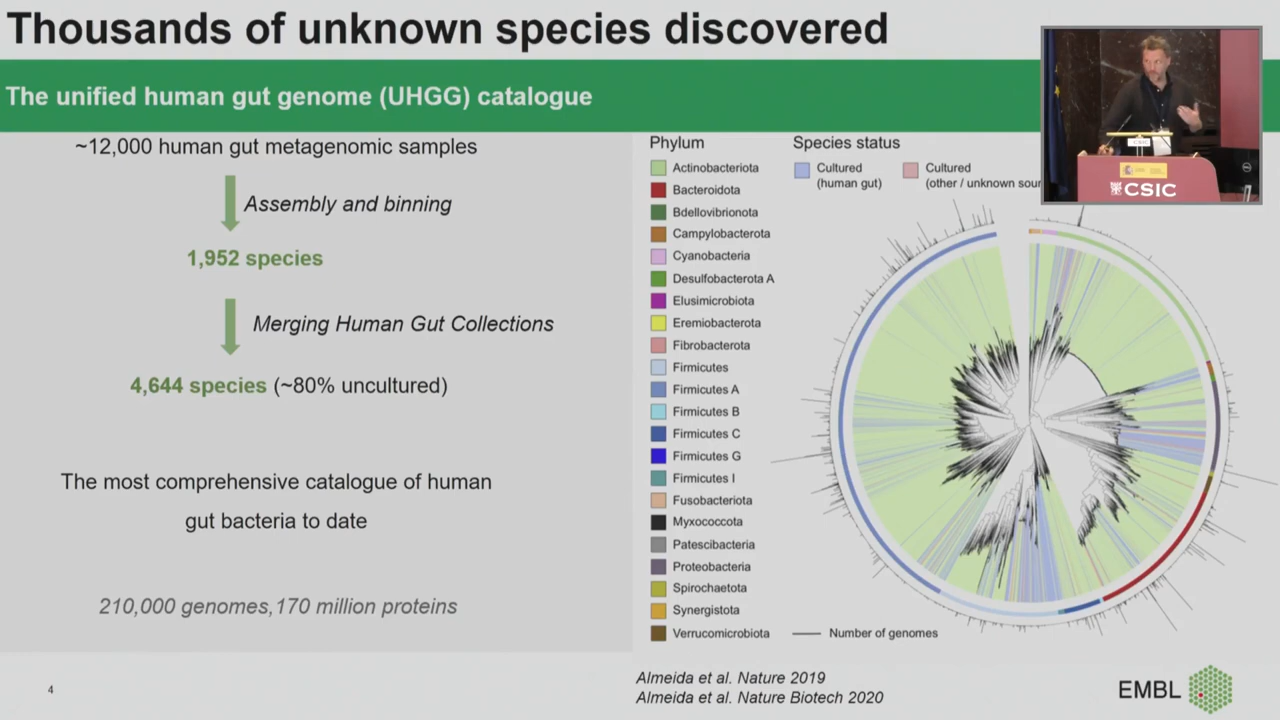 Thousands of unknown species discovered
The unified human gut genome (UHGG) catalogue
~12,000 human gut metagenomic samples
Assembly and binning
1,952 species
Merging Human Gut Collections
4,644 species (~80% uncultured)
The most comprehensive catalogue of human
gut bacteria to date
210,000 genomes,170 million proteins
Phylum
Actinobacteriota
Bacteroidota
Bdellovibrionota
Campylobacterota
Cyanobacteria
Desulfobacterota A
Elusimicrobiota
Eremiobacterota
Fibrobacterota
Firmicutes
Firmicutes A
Firmicutes B
Firmicutes C
Firmicutes G
Firmicutes I
Fusobacteriota
Myxococcota
Patescibacteria
Proteobacteria
Spirochaetota
Synergistota
Verrucomicrobiota
Species status
Cultured
(human gut)
Cultured
(other / unknown sour
Number of genomes
CSIC
Almeida et al. Nature 2019
Almeida et al. Nature Biotech 2020
4
EMBL